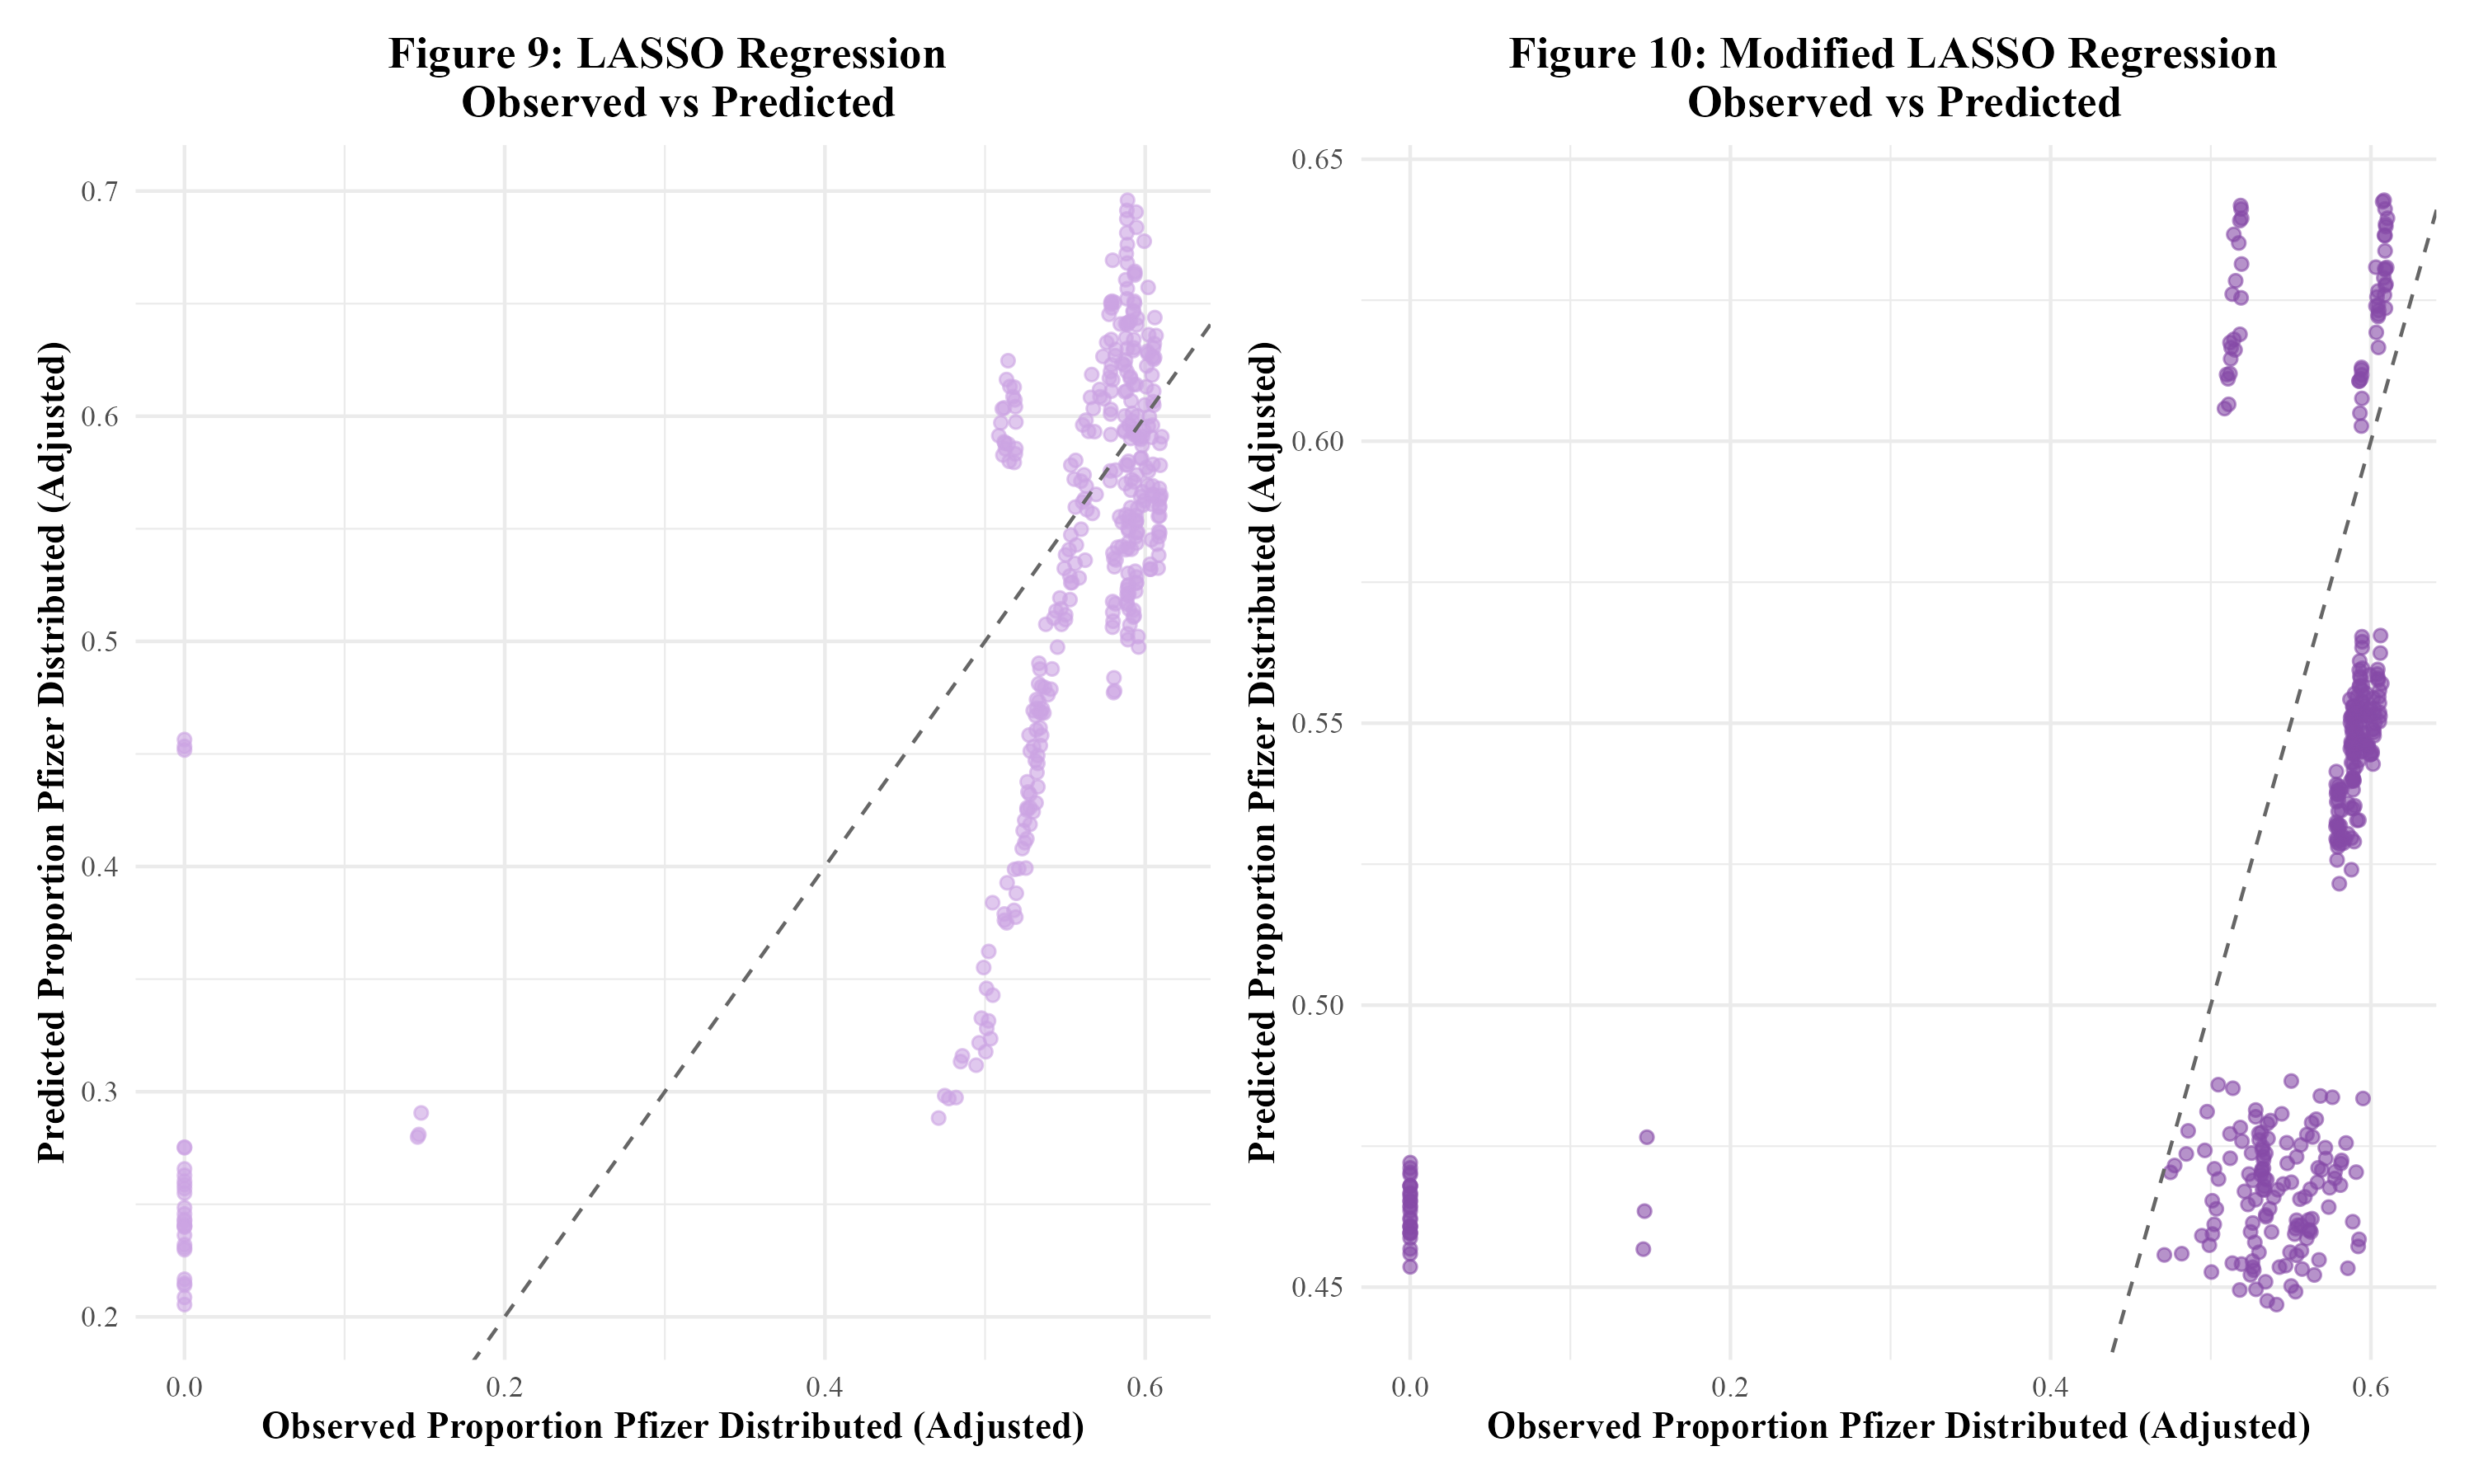 Figure 9: LASSO Regression
Observed vs Predicted
Predicted Proportion Pfizer Distributed (Adjusted)
0.7
0.6
0.5
0.4
0.3
0.2
0.0
0.2
0.4
0.6
Observed Proportion Pfizer Distributed (Adjusted)
Figure 10: Modified LASSO Regression
Observed vs Predicted
Predicted Proportion Pfizer Distributed (Adjusted)
0.65
0.60
0.55
0.50
0.45
0.0
0.2
0.4
0.6
Observed Proportion Pfizer Distributed (Adjusted)